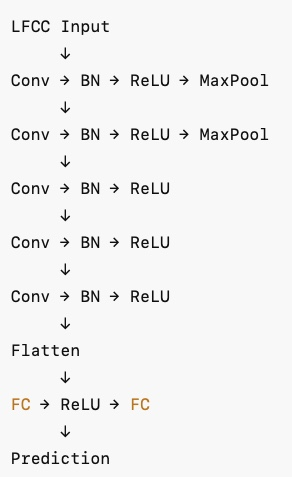 LFCC Input
↓
Conv → BN → ReLU → MaxPool
↓
Conv → BN → ReLU → MaxPool
↓
Conv → BN → ReLU
↓
Conv → BN → ReLU
↓
Conv → BN → ReLU
↓
Flatten
↓
FC → ReLU → FC
↓
Prediction